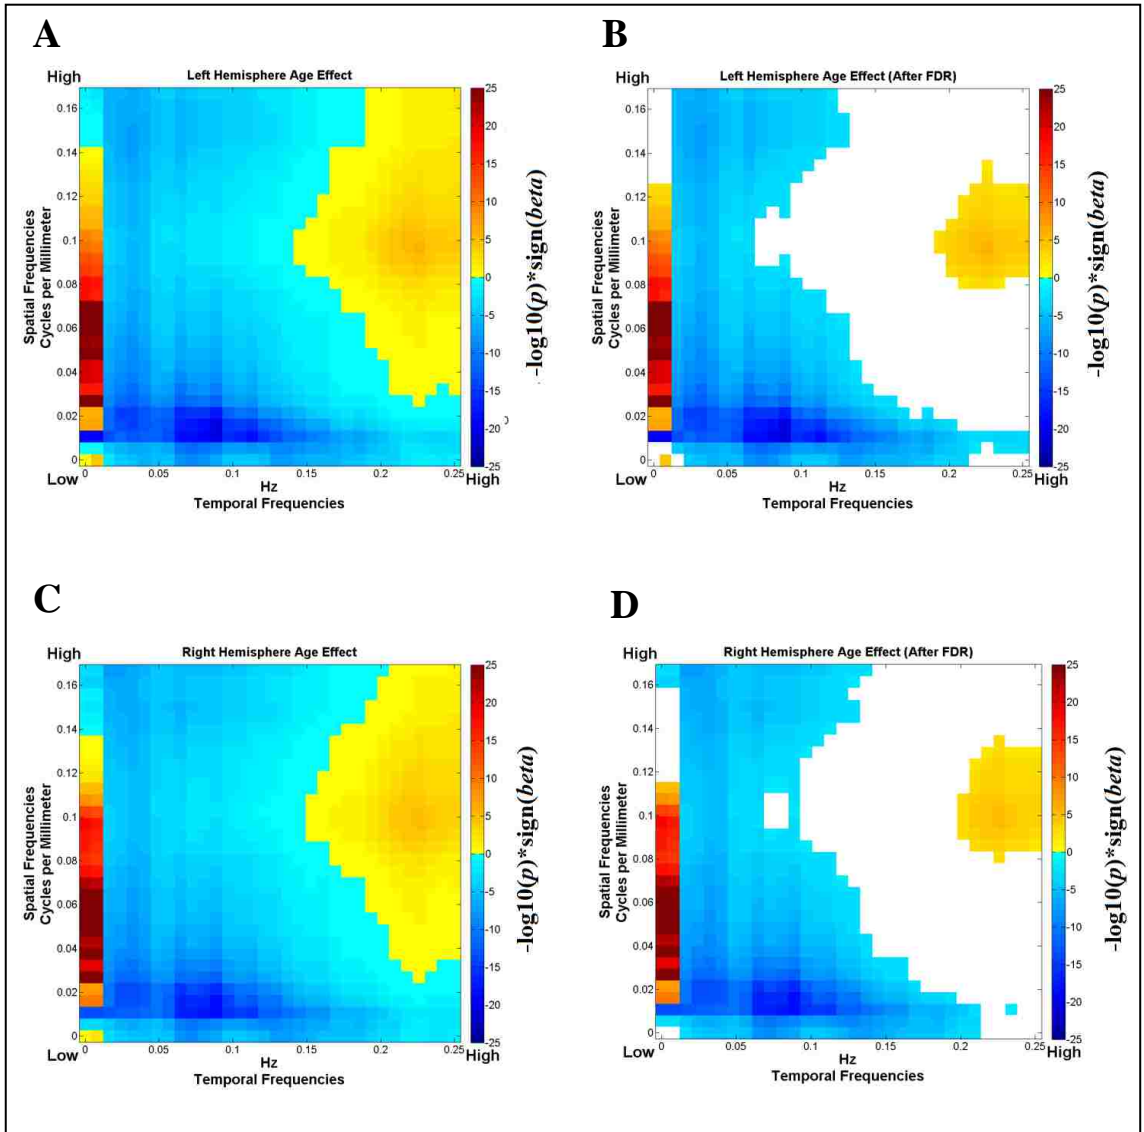 A
High
Left Hemisphere Age Effect
0.16
0.14
0.12
0.1
0.08
0.06
0.04
0.02
0
Spatial Frequencies
Cycles per Millimeter
0
0.05
0.1
0.15
0.2
0.25
Low
High
Hz
Temporal Frequencies
25
20
15
10
5
0
-5
-10
-15
-20
-25
-log10(p)*sign(beta)
B
High
Left Hemisphere Age Effect (After FDR)
0.16
0.14
0.12
0.1
0.08
0.06
0.04
0.02
0
Spatial Frequencies
Cycles per Millimeter
0
0.05
0.1
0.15
0.2
0.25
Low
High
Hz
Temporal Frequencies
25
20
15
10
5
0
-5
-10
-15
-20
-25
-log10(p)*sign(beta)
C
High
Right Hemisphere Age Effect
0.16
0.14
0.12
0.1
0.08
0.06
0.04
0.02
0
Spatial Frequencies
Cycles per Millimeter
0
0.05
0.1
0.15
0.2
0.25
Low
High
Hz
Temporal Frequencies
25
20
15
10
5
0
-5
-10
-15
-20
-25
-log10(p)*sign(beta)
D
High
Right Hemisphere Age Effect (After FDR)
0.16
0.14
0.12
0.1
0.08
0.06
0.04
0.02
0
Spatial Frequencies
Cycles per Millimeter
0
0.05
0.1
0.15
0.2
0.25
Low
High
Hz
Temporal Frequencies
25
20
15
10
5
0
-5
-10
-15
-20
-25
-log10(p)*sign(beta)